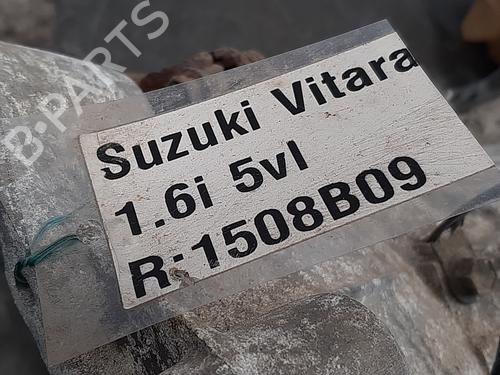 B-PARTS
Suzuki Vitara
1.6i 5vl
R:1508B09